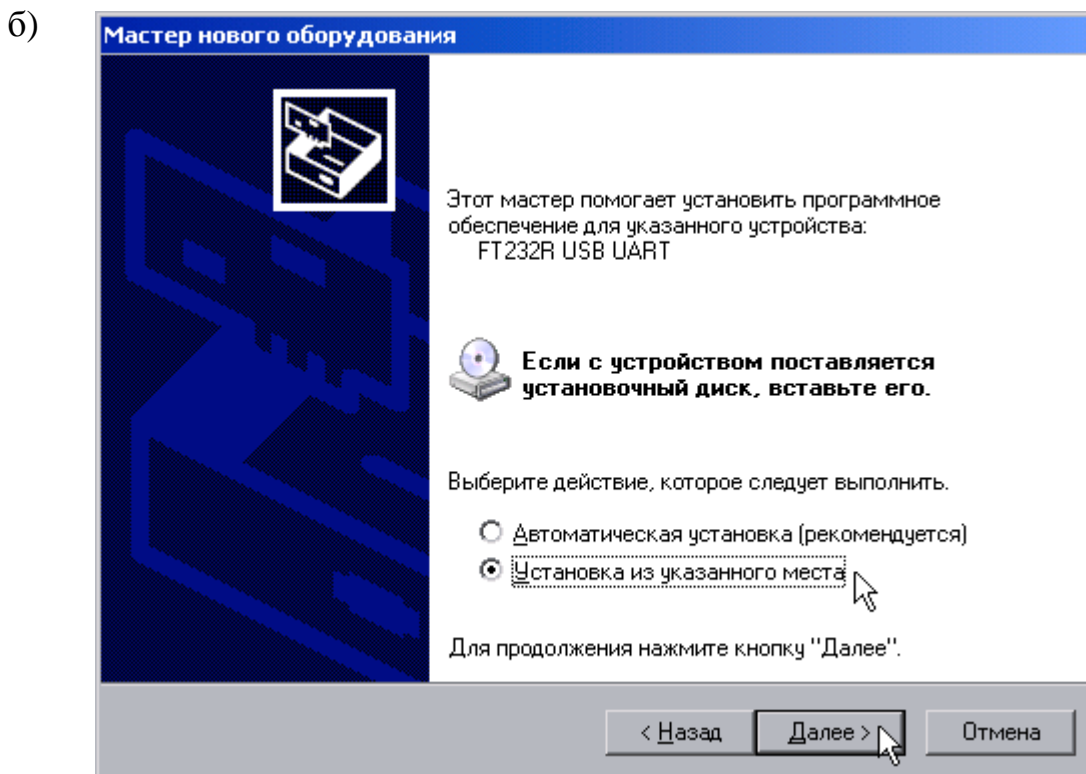 б)
Мастер нового оборудования
Этот мастер помогает установить программное
обеспечение для указанного устройства:
FT232R USB UART
Если с устройством поставляется
установочный диск, вставьте его.
Выберите действие, которое следует выполнить.
Автоматическая установка (рекомендуется)
Установка из указанного места
Для продолжения нажмите кнопку "Далее".
< Назад Далее > Отмена